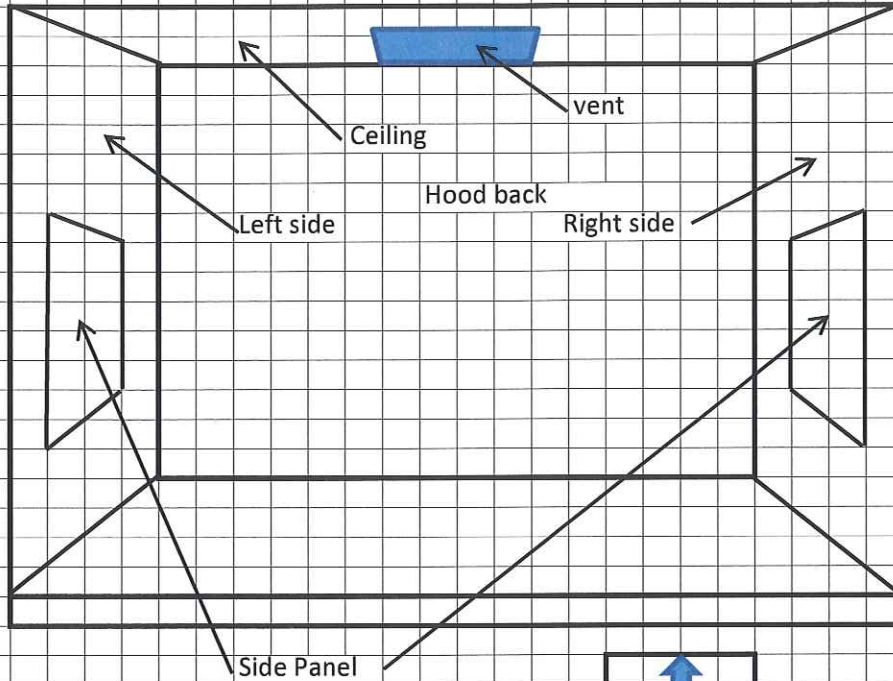 vent
Ceiling
Hood back
Left side
Right side
Side Panel